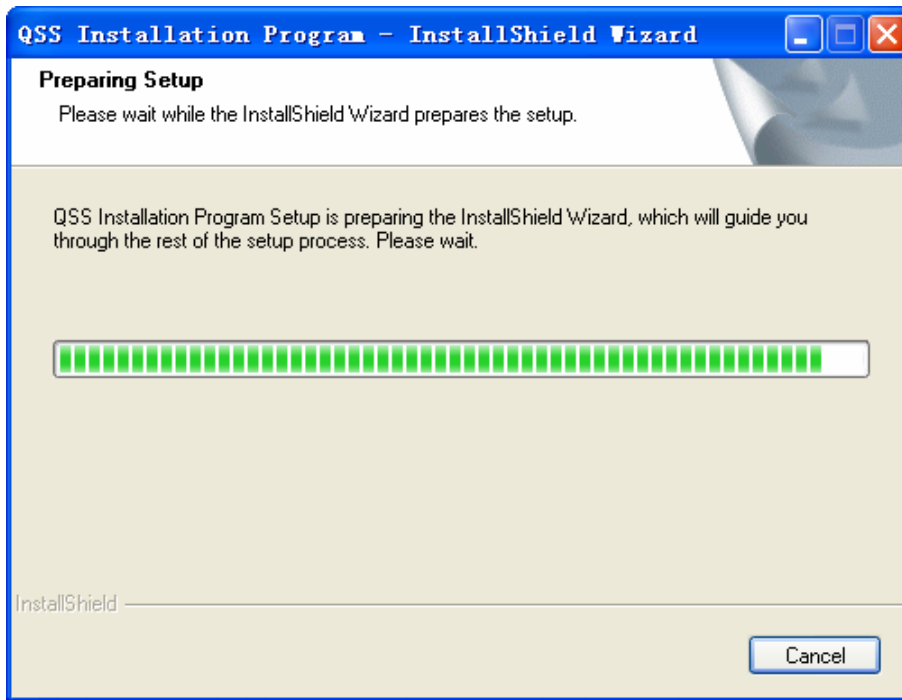 QSS Installation Program - InstallShield Wizard
Preparing Setup
Please wait while the InstallShield Wizard prepares the setup.
QSS Installation Program Setup is preparing the InstallShield Wizard, which will guide you
through the rest of the setup process. Please wait.
InstallShield
Cancel